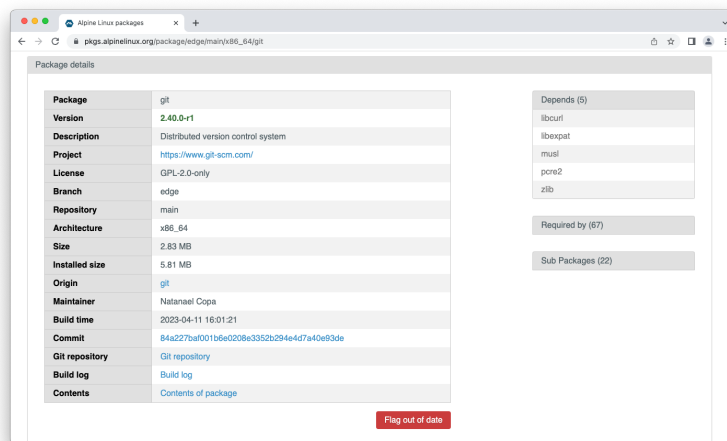 Alpine Linux packages
pkgs.alpinelinux.org/package/edge/main/x86_64/git
Package details
Package git
Version 2.40.0-r1
Description Distributed version control system
Project https://www.git-scm.com/
License GPL-2.0-only
Branch edge
Repository main
Architecture x86_64
Size 2.83 MB
Installed size 5.81 MB
Origin git
Maintainer Natanael Copa
Build time 2023-04-11 16:01:21
Commit 84a227baf001b6e0208e3352b294e4d7a40e93de
Git repository Git repository
Build log Build log
Contents Contents of package
Flag out of date
Depends (5)
libcurl
libexpat
musl
pcre2
zlib
Required by (67)
Sub Packages (22)